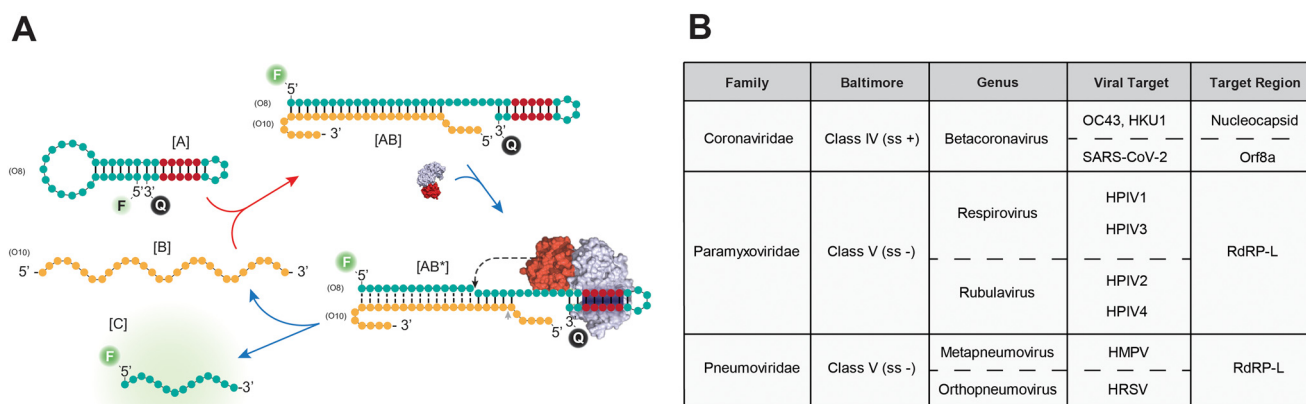 A
F
5'
(O8)
(O10)
- 3'
[AB]
5'
3'
Q
[A]
(O8)
5' 3'
F
Q
[B]
(O10)
5' -
- 3'
F
5'
[AB*]
(O8)
(O10)
- 3'
5'
3'
Q
[C]
F
5'
-3'
B
Family Baltimore Genus Viral Target Target Region
Coronaviridae Class IV (ss +) Betacoronavirus OC43, HKU1 Nucleocapsid
SARS-CoV-2 Orf8a
Paramyxoviridae Class V (ss -) Respirovirus HPIV1 RdRP-L
HPIV3
Rubulavirus HPIV2
HPIV4
Pneumoviridae Class V (ss -) Metapneumovirus HMPV RdRP-L
Orthopneumovirus HRSV